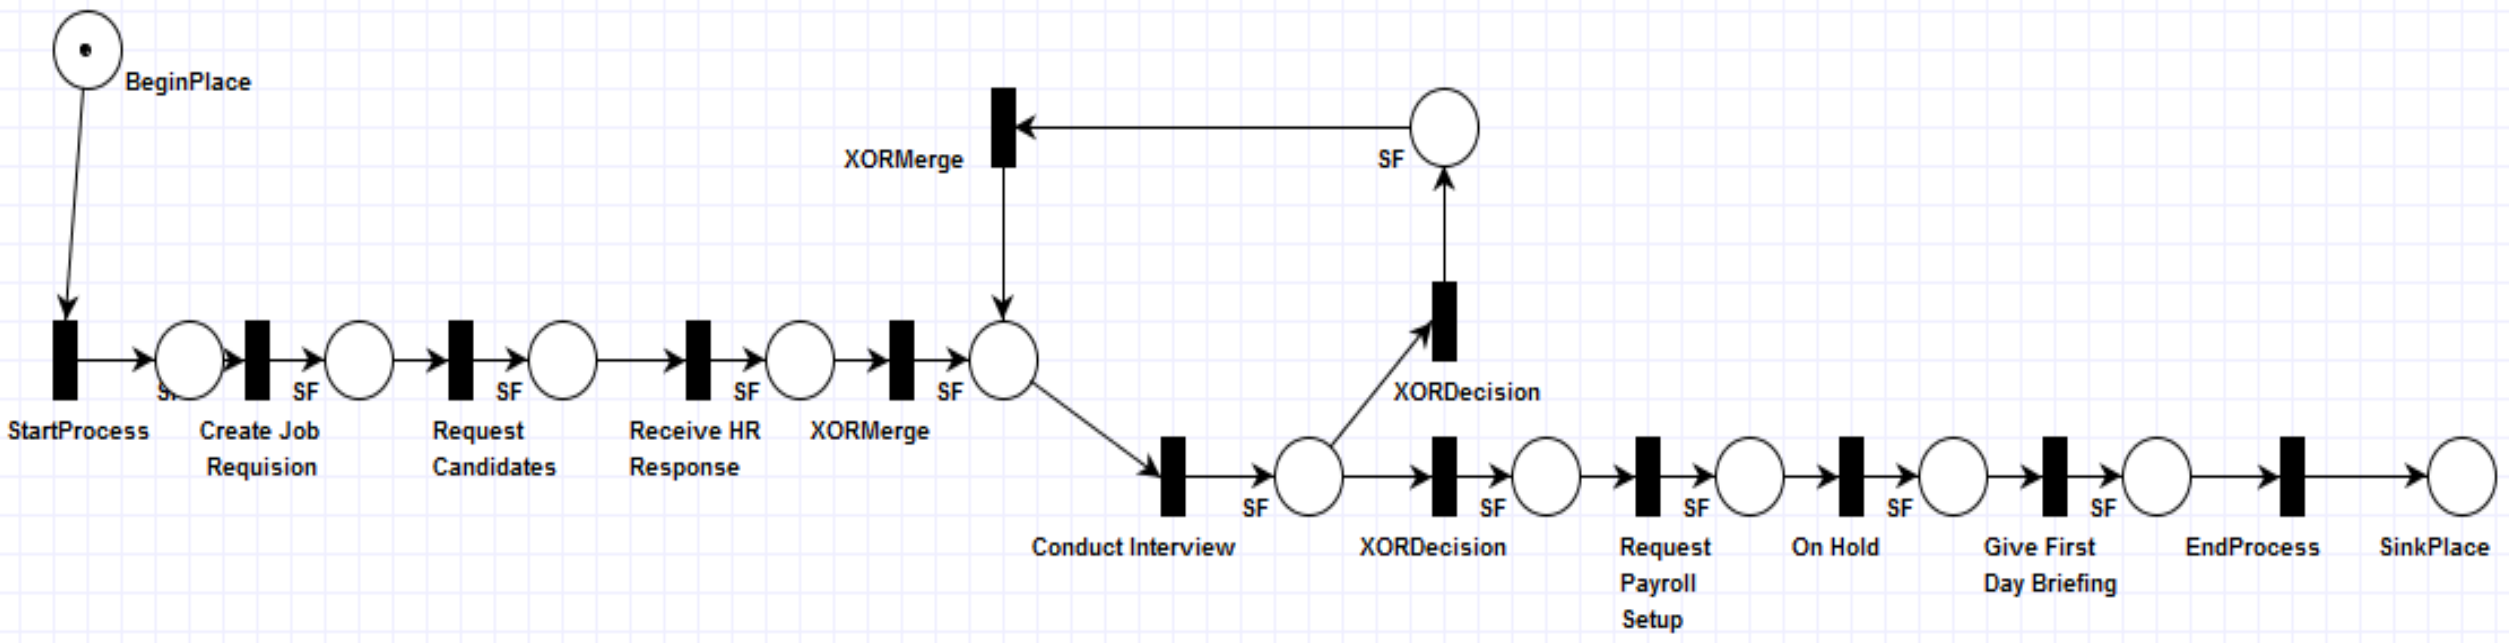 BeginPlace
XORMerge
SF
SF
SF
SF
SF
SF
XORDecision
StartProcess
Create Job
Requision
Request
Candidates
Receive HR
Response
XORMerge
SF
SF
SF
SF
SF
Conduct Interview
XORDecision
Request
Payroll
Setup
On Hold
Give First
Day Briefing
EndProcess
SinkPlace